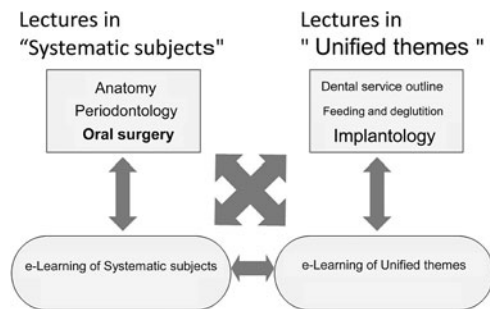 Lectures in
“Systematic subjects"
Anatomy
Periodontology
Oral surgery
e-Learning of Systematic subjects
Lectures in
" Unified themes "
Dental service outline
Feeding and deglutition
Implantology
e-Learning of Unified themes